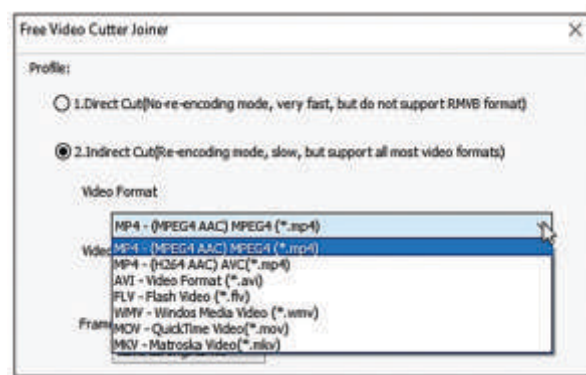 Free Video Cutter Joiner
Profile:
1.Direct Cut(No-re-encoding mode, very fast, but do not support RMVB format)
2.Indirect Cut(Re-encoding mode, slow, but support all most video formats)
Video Format
MP4 - (MPEG4 AAC) MPEG4 (*.mp4)
Video
MP4 - (MPEG4 AAC) MPEG4 (*.mp4)
MP4 - (H264 AAC) AVC(*.mp4)
AVI - Video Format (*.avi)
FLV - Flash Video (*.flv)
WMV - Windos Media Video (*.wmv)
Fram
MOV - QuickTime Video(*.mov)
MKV - Matroska Video(*.mkv)